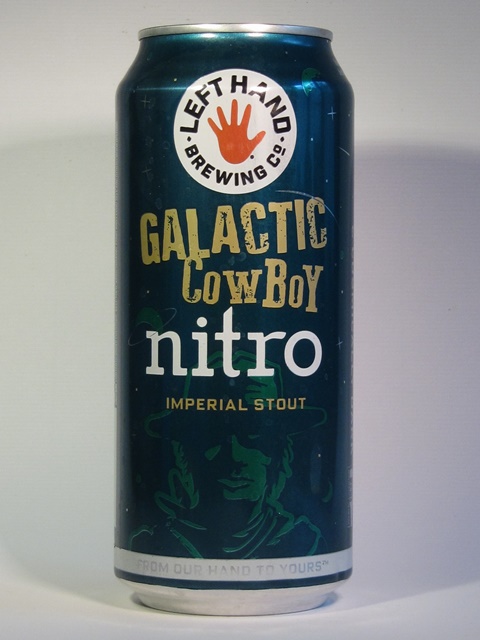 LEFT HAND
BREWING Co.
GALACTIC
COWBOY
nitro
IMPERIAL STOUT
"FROM OUR HAND TO YOURS"